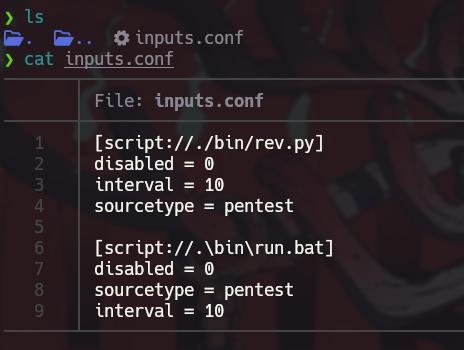 ❯ ls
. .. inputs.conf
❯ cat inputs.conf
File: inputs.conf
1 [script://./bin/rev.py]
2 disabled = 0
3 interval = 10
4 sourcetype = pentest
5
6 [script://.\bin\run.bat]
7 disabled = 0
8 sourcetype = pentest
9 interval = 10